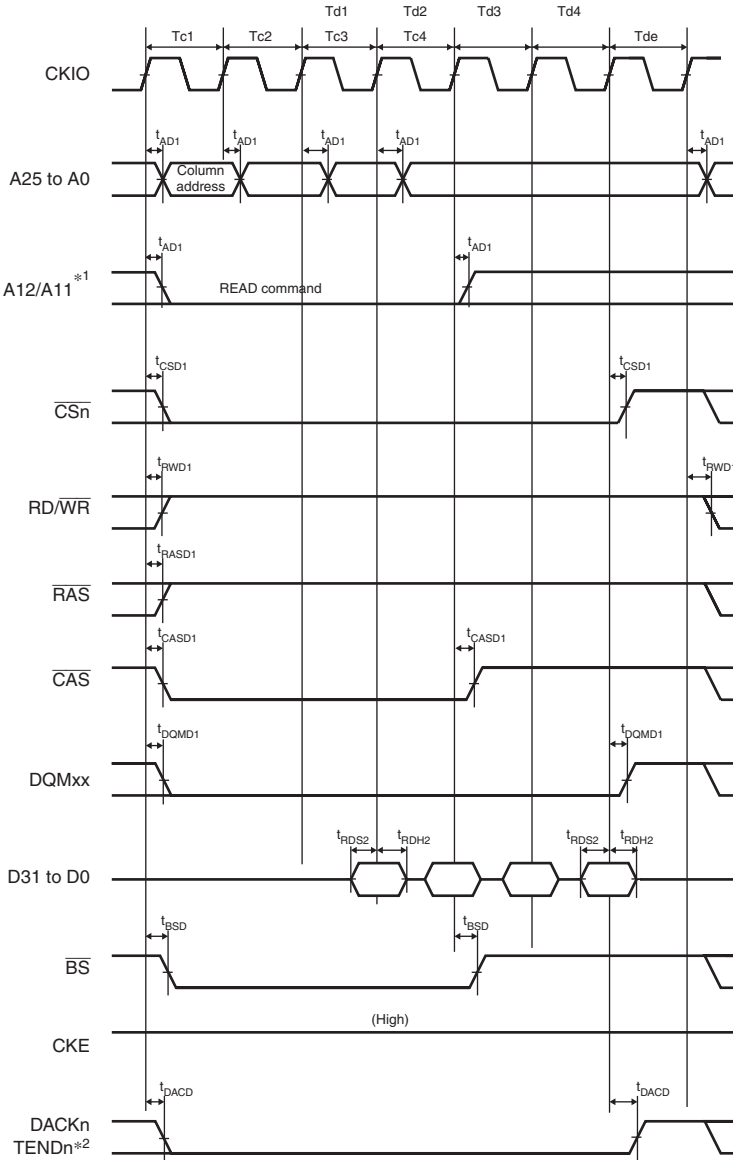 Td1 Td2 Td3 Td4
Tc1 Tc2 Tc3 Tc4 Tde
CKIO
tAD1 tAD1 tAD1 tAD1 tAD1
A25 to A0
Column
address
tAD1 tAD1
A12/A11*1
READ command
tCSD1 tCSD1
CSn
tRWD1 tRWD1
RD/WR
tRASD1
RAS
tCASD1 tCASD1
CAS
tDQMD1 tDQMD1
DQMxx
tRDS2 tRDH2 tRDS2 tRDH2
D31 to D0
tBSD tBSD
BS
(High)
CKE
tDACD tDACD
DACKn
TENDn*2